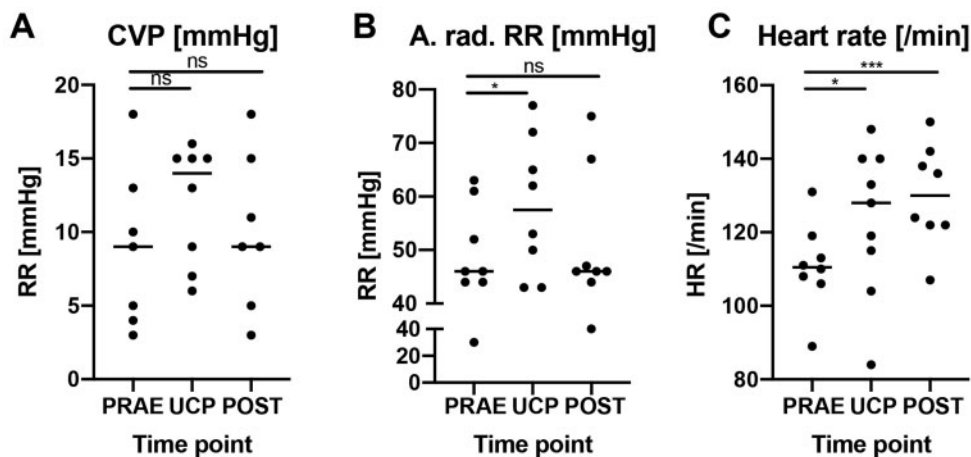 A
CVP [mmHg]
ns
ns
20
15
10
5
0
RR [mmHg]
PRAE UCP POST
Time point
B
A. rad. RR [mmHg]
ns
*
80
70
60
50
40
40
20
0
RR [mmHg]
PRAE UCP POST
Time point
C
Heart rate [/min]
***
*
160
140
120
100
80
HR [/min]
PRAE UCP POST
Time point